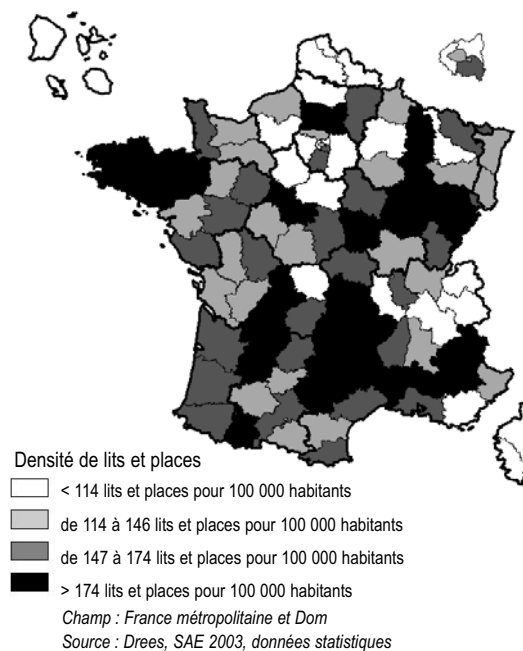 Densité de lits et places
< 114 lits et places pour 100 000 habitants
de 114 à 146 lits et places pour 100 000 habitants
de 147 à 174 lits et places pour 100 000 habitants
> 174 lits et places pour 100 000 habitants
Champ : France métropolitaine et Dom
Source : Drees, SAE 2003, données statistiques